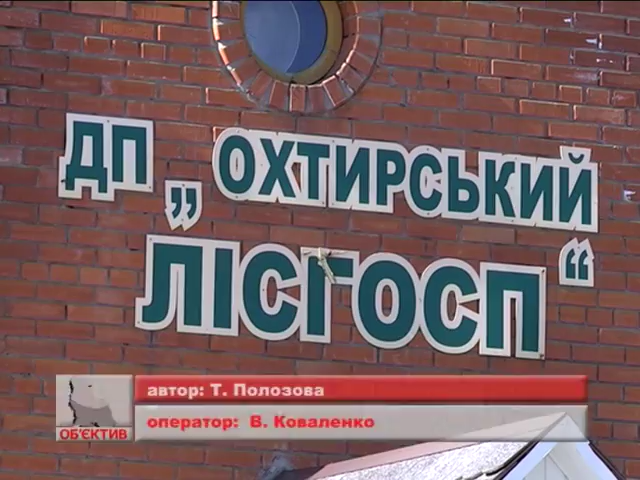 ДП „ ОХТИРСЬКИЙ
ЛІСГОСП “
автор: Т. Полозова
оператор: В. Коваленко
ОБ'ЄКТИВ